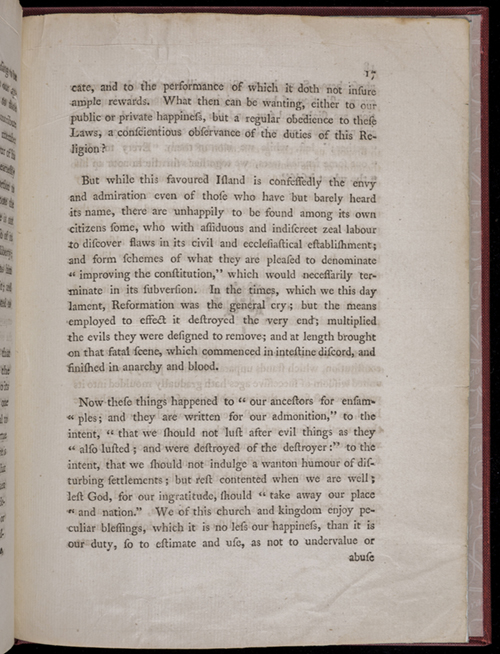 17
cate, and to the performance of which it doth not inſure
ample rewards. What then can be wanting, either to our
public or private happineſs, but a regular obedience to theſe
Laws, a conſcientious obſervance of the duties of this Re-
ligion?
But while this favoured Iſland is confeſſedly the envy
and admiration even of thoſe who have but barely heard
its name, there are unhappily to be found among its own
citizens ſome, who with aſſiduous and indiſcreet zeal labour
to diſcover flaws in its civil and eccleſiaſtical eſtabliſhment;
and form ſchemes of what they are pleaſed to denominate
“ improving the conſtitution,” which would neceſſarily ter-
minate in its ſubverſion. In the times, which we this day
lament, Reformation was the general cry; but the means
employed to effect it deſtroyed the very end; multiplied
the evils they were deſigned to remove; and at length brought
on that fatal ſcene, which commenced in inteſtine diſcord, and
finiſhed in anarchy and blood.
Now theſe things happened to “ our anceſtors for enſam-
“ ples; and they are written for our admonition,” to the
intent, “ that we ſhould not luſt after evil things as they
“ alſo luſted; and were deſtroyed of the deſtroyer:” to the
intent, that we ſhould not indulge a wanton humour of diſ-
turbing ſettlements; but reſt contented when we are well;
leſt God, for our ingratitude, ſhould “ take away our place
“ and nation.” We of this church and kingdom enjoy pe-
culiar bleſſings, which it is no leſs our happineſs, than it is
our duty, ſo to eſtimate and uſe, as not to undervalue or
abuſe